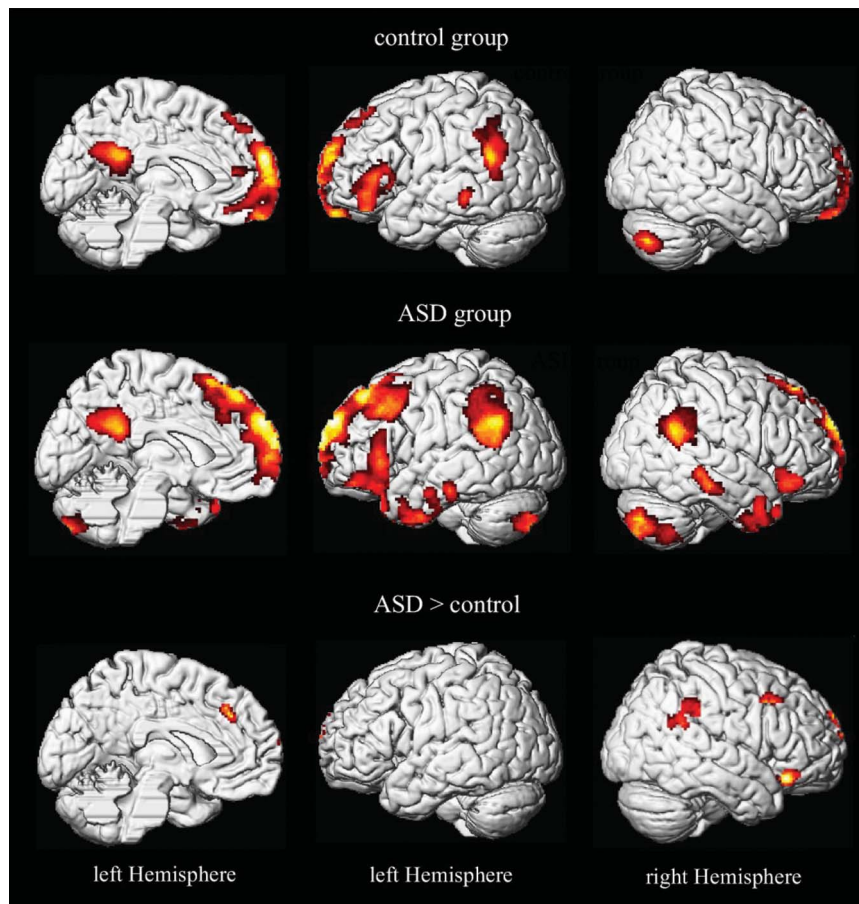 control group
ASD group
ASD > control
left Hemisphere
left Hemisphere
right Hemisphere